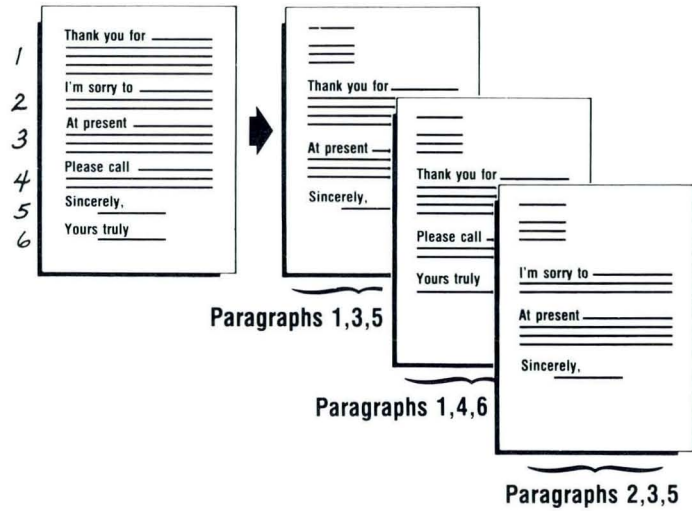 1 Thank you for
2 I'm sorry to
3 At present
4 Please call
5 Sincerely,
6 Yours truly
Thank you for
At present
Sincerely,
Paragraphs 1,3,5
Thank you for
Please call
Yours truly
Paragraphs 1,4,6
I'm sorry to
At present
Sincerely,
Paragraphs 2,3,5